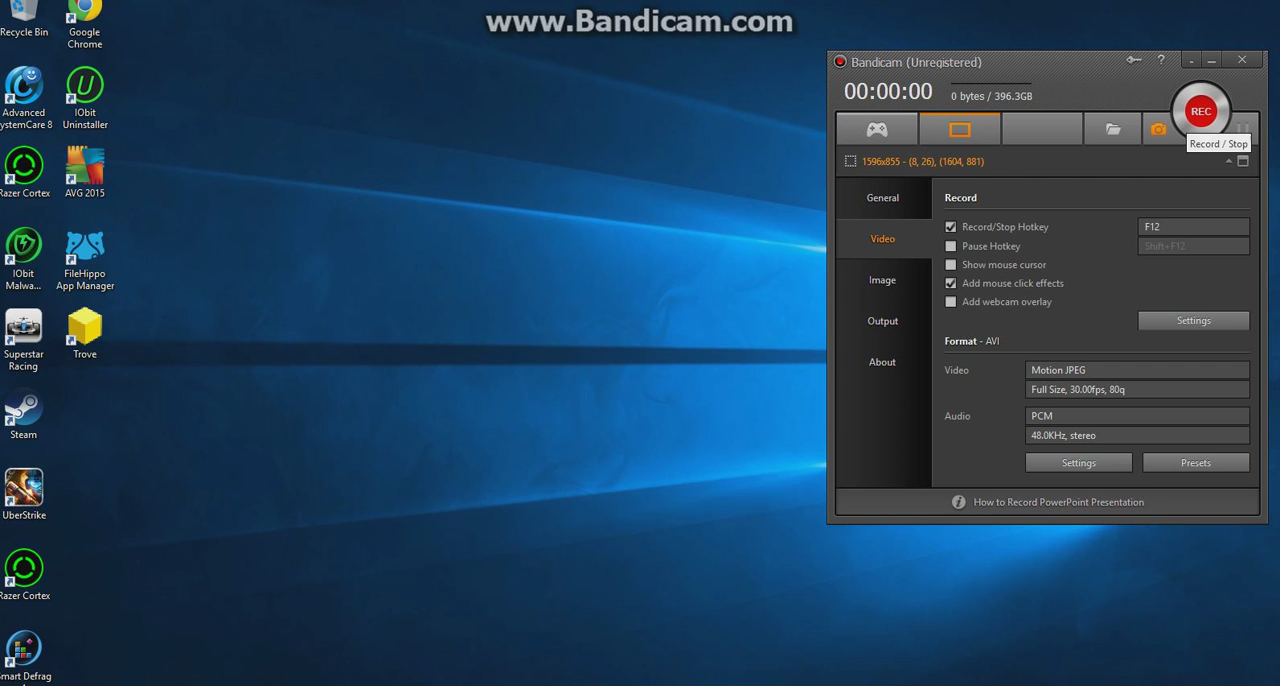 www.Bandicam.com
Recycle Bin
Google
Chrome
Advanced
SystemCare 8
IObit
Uninstaller
Razer Cortex
AVG 2015
IObit
Malwa...
FileHippo
App Manager
Superstar
Racing
Trove
Steam
UberStrike
Razer Cortex
Smart Defrag
Bandicam (Unregistered)
?
00:00:00
0 bytes / 396.3GB
REC
Record / Stop
1596x855 - (8, 26), (1604, 881)
General
Video
Image
Output
About
Record
Record/Stop Hotkey
F12
Pause Hotkey
Shift+F12
Show mouse cursor
Add mouse click effects
Add webcam overlay
Settings
Format - AVI
Video
Motion JPEG
Full Size, 30.00fps, 80q
Audio
PCM
48.0KHz, stereo
Settings
Presets
How to Record PowerPoint Presentation